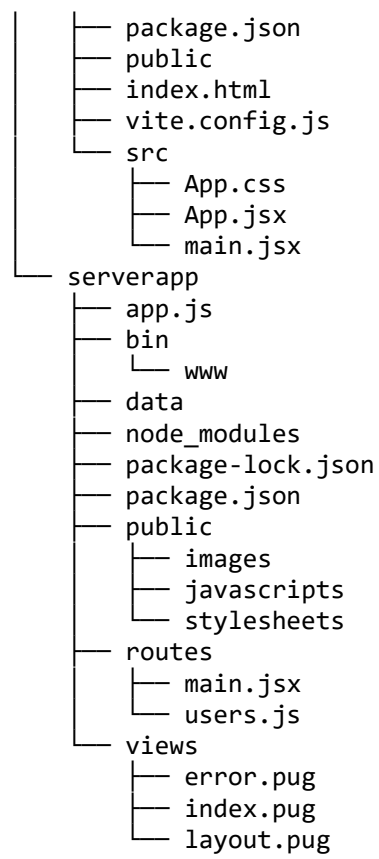 │   ├── package.json
│   ├── public
│   ├── index.html
│   ├── vite.config.js
│   └── src
│       ├── App.css
│       ├── App.jsx
│       └── main.jsx
└── serverapp
    ├── app.js
    ├── bin
    │   └── www
    ├── data
    ├── node_modules
    ├── package-lock.json
    ├── package.json
    ├── public
    │   ├── images
    │   ├── javascripts
    │   └── stylesheets
    ├── routes
    │   ├── main.jsx
    │   └── users.js
    └── views
        ├── error.pug
        ├── index.pug
        └── layout.pug